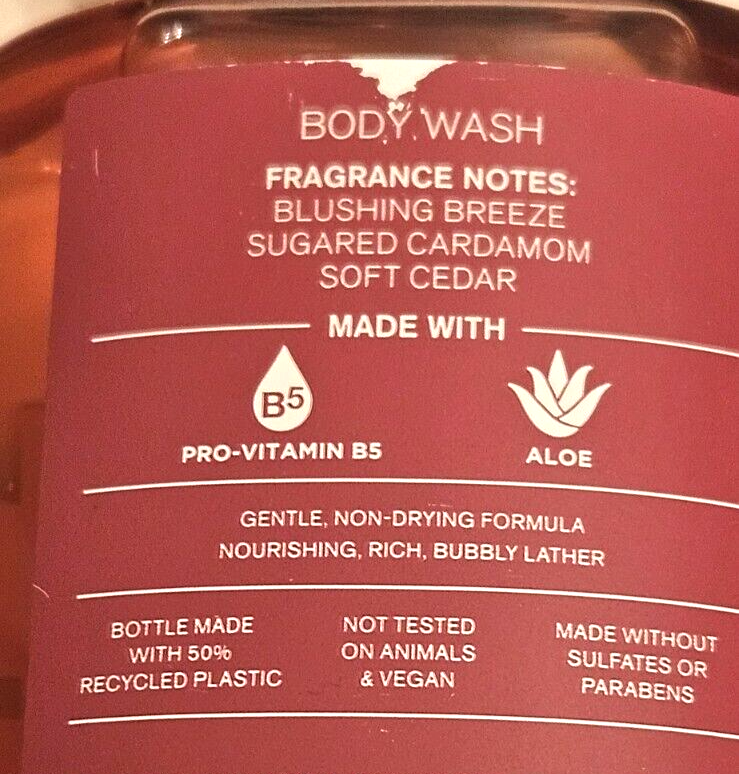 BODY WASH
FRAGRANCE NOTES:
BLUSHING BREEZE
SUGARED CARDAMOM
SOFT CEDAR
MADE WITH
B5
PRO-VITAMIN B5
ALOE
GENTLE, NON-DRYING FORMULA
NOURISHING, RICH, BUBBLY LATHER
BOTTLE MADE
WITH 50%
RECYCLED PLASTIC
NOT TESTED
ON ANIMALS
& VEGAN
MADE WITHOUT
SULFATES OR
PARABENS